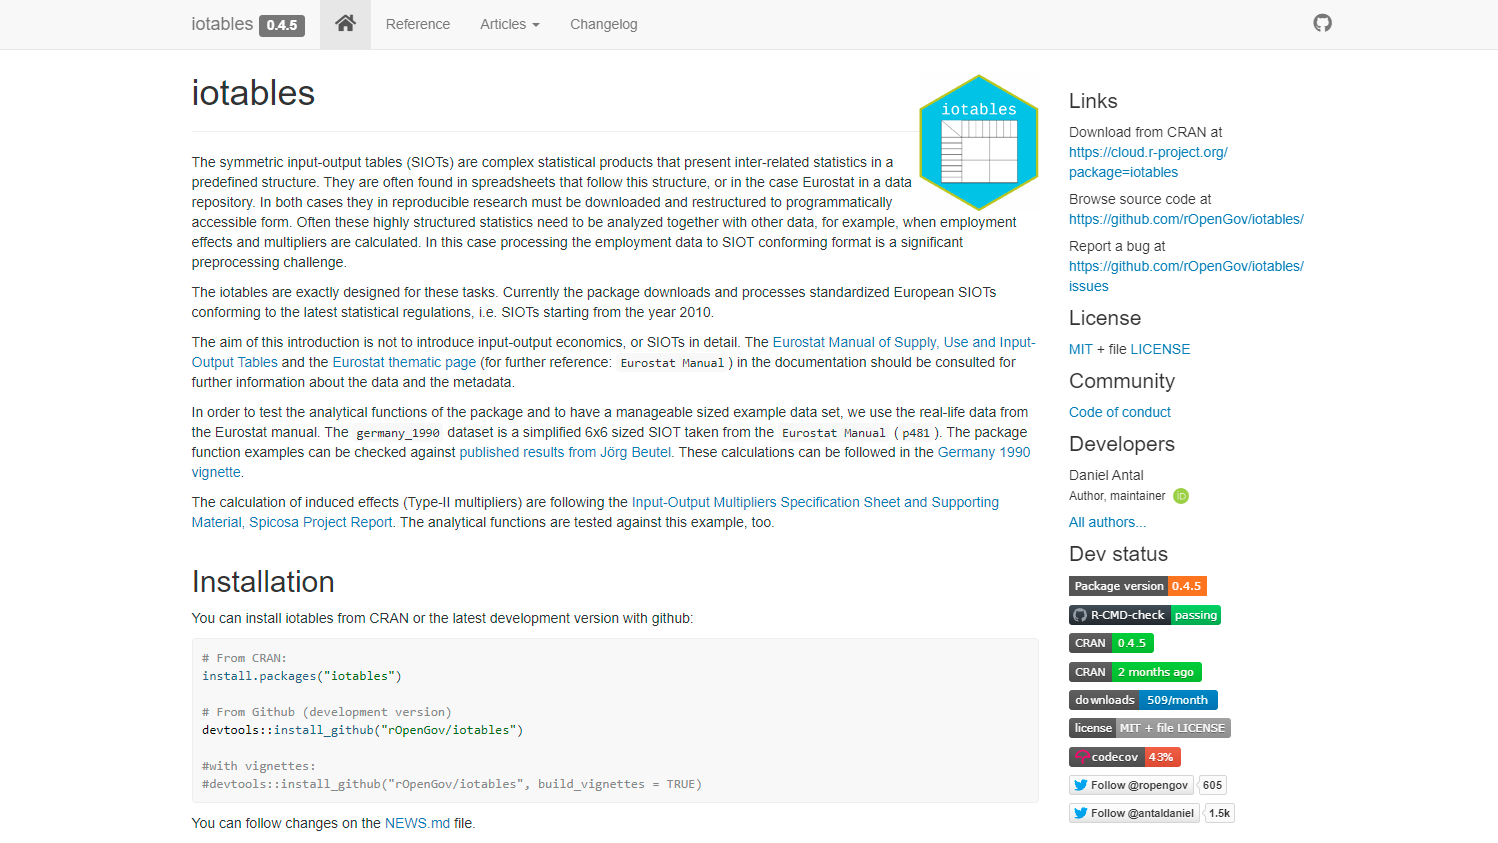 iotables 0.4.5 Reference Articles Changelog
iotables
iotables
The symmetric input-output tables (SIOTs) are complex statistical products that present inter-related statistics in a
predefined structure. They are often found in spreadsheets that follow this structure, or in the case Eurostat in a data
repository. In both cases they in reproducible research must be downloaded and restructured to programmatically
accessible form. Often these highly structured statistics need to be analyzed together with other data, for example, when employment
effects and multipliers are calculated. In this case processing the employment data to SIOT conforming format is a significant
preprocessing challenge.
The iotables are exactly designed for these tasks. Currently the package downloads and processes standardized European SIOTs
conforming to the latest statistical regulations, i.e. SIOTs starting from the year 2010.
The aim of this introduction is not to introduce input-output economics, or SIOTs in detail. The Eurostat Manual of Supply, Use and Input-
Output Tables and the Eurostat thematic page (for further reference: Eurostat Manual) in the documentation should be consulted for
further information about the data and the metadata.
In order to test the analytical functions of the package and to have a manageable sized example data set, we use the real-life data from
the Eurostat manual. The germany_1990 dataset is a simplified 6x6 sized SIOT taken from the Eurostat Manual (p481). The package
function examples can be checked against published results from Jörg Beutel. These calculations can be followed in the Germany 1990
vignette.
The calculation of induced effects (Type-II multipliers) are following the Input-Output Multipliers Specification Sheet and Supporting
Material, Spicosa Project Report. The analytical functions are tested against this example, too.
Installation
You can install iotables from CRAN or the latest development version with github:
# From CRAN:
install.packages("iotables")
# From Github (development version)
devtools::install_github("rOpenGov/iotables")
#with vignettes:
#devtools::install_github("rOpenGov/iotables", build_vignettes = TRUE)
You can follow changes on the NEWS.md file.
Links
Download from CRAN at
https://cloud.r-project.org/
package=iotables
Browse source code at
https://github.com/rOpenGov/iotables/
Report a bug at
https://github.com/rOpenGov/iotables/
issues
License
MIT + file LICENSE
Community
Code of conduct
Developers
Daniel Antal
Author, maintainer iD
All authors...
Dev status
Package version 0.4.5
R-CMD-check passing
CRAN 0.4.5
CRAN 2 months ago
downloads 509/month
license MIT + file LICENSE
codecov 43%
Follow @ropengov 605
Follow @antaldaniel 1.5k